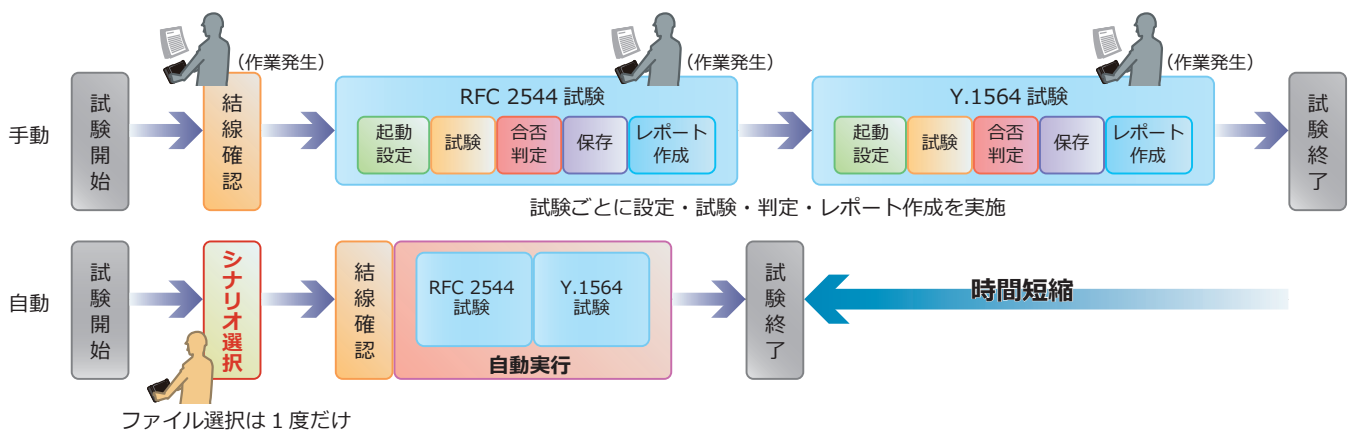 (作業発生)
(作業発生)
(作業発生)
手動
試験開始
結線確認
RFC 2544 試験
起動
設定
試験
合否
判定
保存
レポート
作成
Y.1564 試験
起動
設定
試験
合否
判定
保存
レポート
作成
試験終了
試験ごとに設定・試験・判定・レポート作成を実施
自動
試験開始
シナリオ選択
結線確認
RFC 2544
試験
Y.1564
試験
自動実行
試験終了
時間短縮
ファイル選択は 1 度だけ